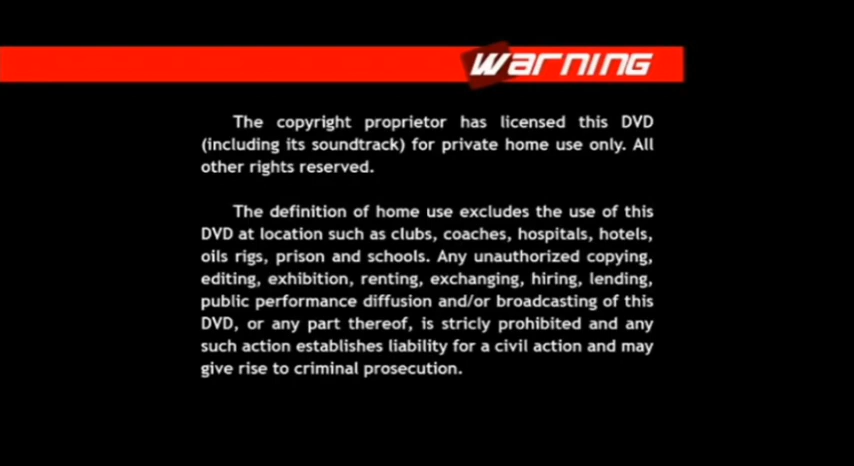 warning
The copyright proprietor has licensed this DVD
(including its soundtrack) for private home use only. All
other rights reserved.
The definition of home use excludes the use of this
DVD at location such as clubs, coaches, hospitals, hotels,
oils rigs, prison and schools. Any unauthorized copying,
editing, exhibition, renting, exchanging, hiring, lending,
public performance diffusion and/or broadcasting of this
DVD, or any part thereof, is stricly prohibited and any
such action establishes liability for a civil action and may
give rise to criminal prosecution.